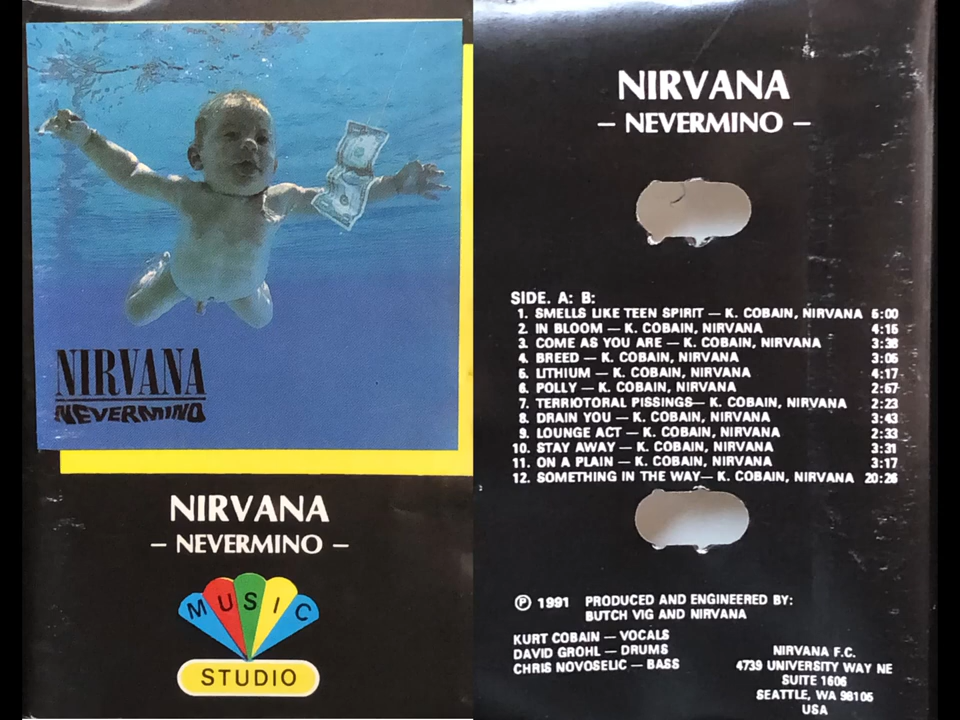 NIRVANA
NEVERMINO
NIRVANA
– NEVERMINO –
MUSIC
STUDIO
NIRVANA
– NEVERMINO –
SIDE. A: B:
1. SMELLS LIKE TEEN SPIRIT – K. COBAIN, NIRVANA 5:00
2. IN BLOOM – K. COBAIN, NIRVANA 4:15
3. COME AS YOU ARE – K. COBAIN, NIRVANA 3:38
4. BREED – K. COBAIN, NIRVANA 3:05
5. LITHIUM – K. COBAIN, NIRVANA 4:17
6. POLLY – K. COBAIN, NIRVANA 2:57
7. TERRIOTORAL PISSINGS– K. COBAIN, NIRVANA 2:23
8. DRAIN YOU – K. COBAIN, NIRVANA 3:43
9. LOUNGE ACT – K. COBAIN, NIRVANA 2:33
10. STAY AWAY – K. COBAIN, NIRVANA 3:31
11. ON A PLAIN – K. COBAIN, NIRVANA 3:17
12. SOMETHING IN THE WAY– K. COBAIN, NIRVANA 20:26
℗ 1991 PRODUCED AND ENGINEERED BY:
BUTCH VIG AND NIRVANA
KURT COBAIN – VOCALS
DAVID GROHL – DRUMS
CHRIS NOVOSELIC – BASS
NIRVANA F.C.
4739 UNIVERSITY WAY NE
SUITE 1606
SEATTLE, WA 98105
USA